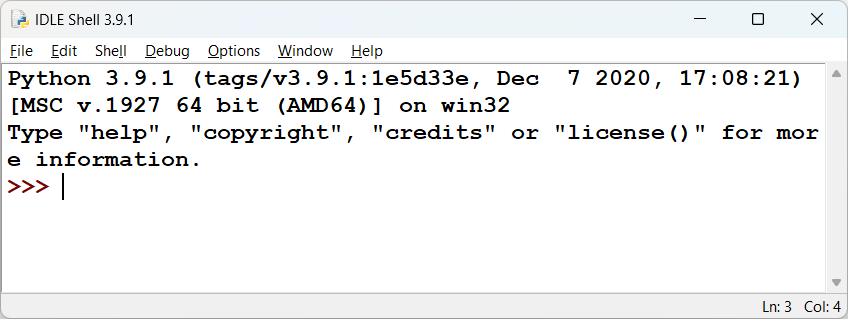 IDLE Shell 3.9.1
File Edit Shell Debug Options Window Help
Python 3.9.1 (tags/v3.9.1:1e5d33e, Dec  7 2020, 17:08:21)
[MSC v.1927 64 bit (AMD64)] on win32
Type "help", "copyright", "credits" or "license()" for mor
e information.
>>>
Ln: 3 Col: 4